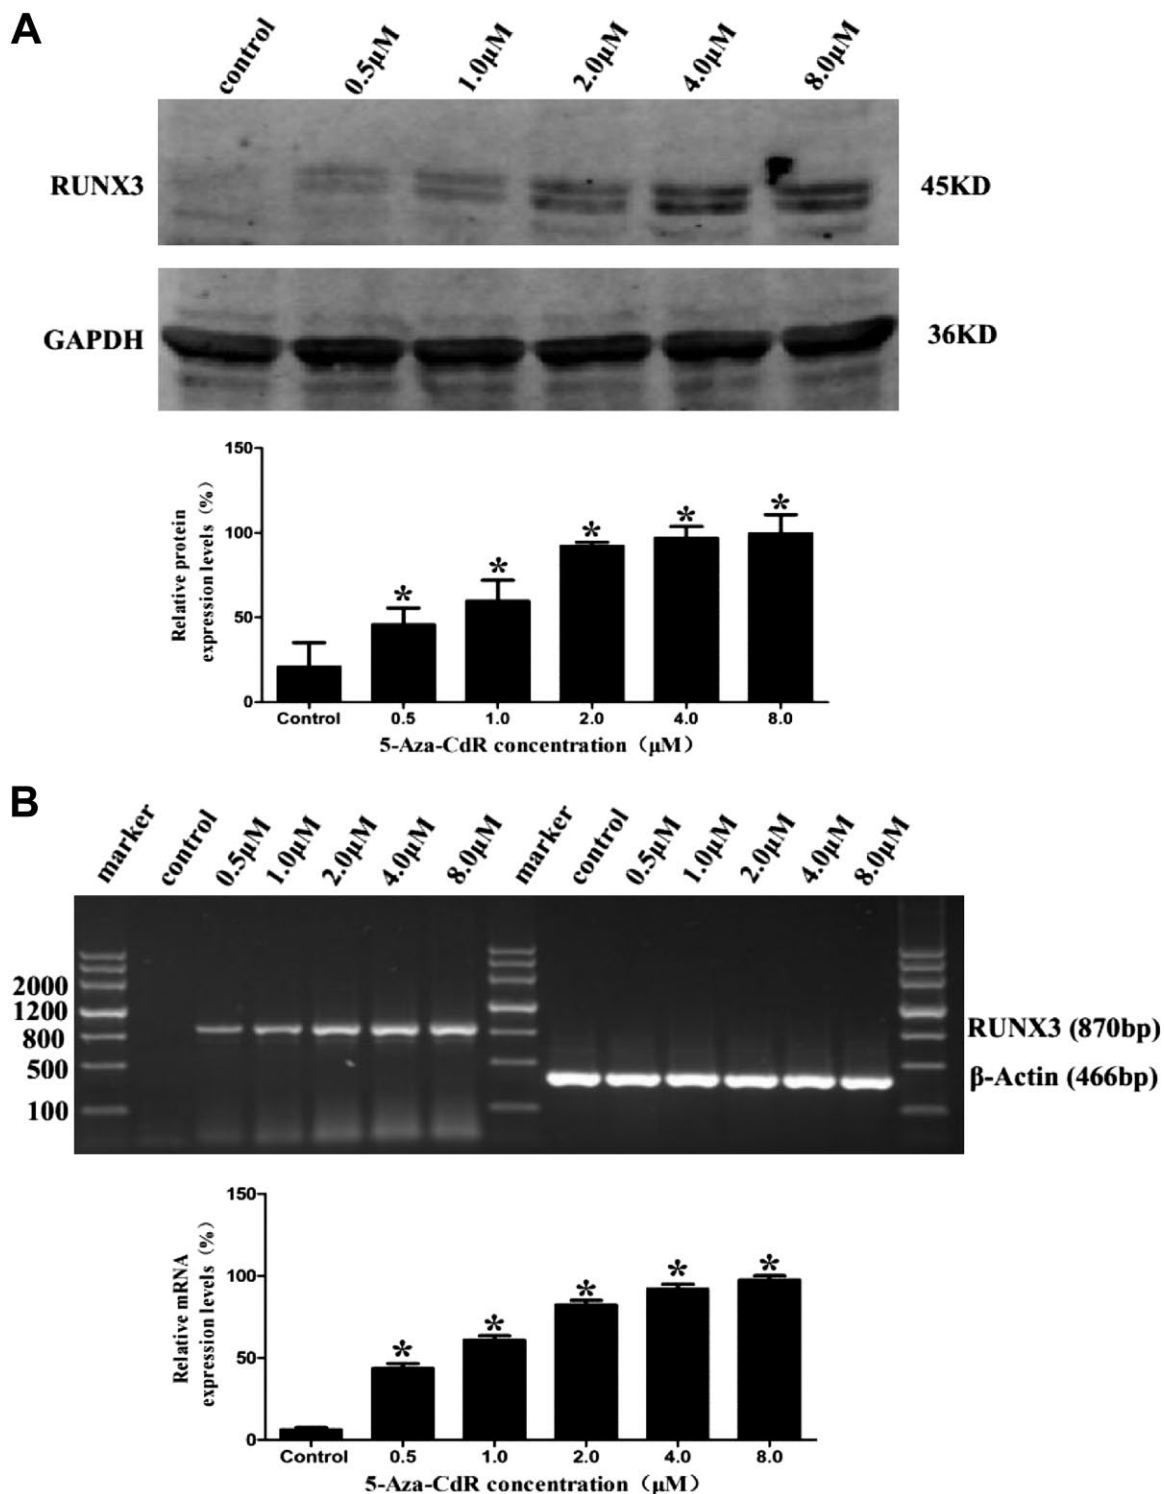 A
control 0.5μM 1.0μM 2.0μM 4.0μM 8.0μM
RUNX3 45KD
GAPDH 36KD
150
100
50
0
Relative protein
expression levels (%)
* * * * *
Control 0.5 1.0 2.0 4.0 8.0
5-Aza-CdR concentration (μM)
B
marker control 0.5μM 1.0μM 2.0μM 4.0μM 8.0μM marker control 0.5μM 1.0μM 2.0μM 4.0μM 8.0μM
2000
1200
800
500
100
RUNX3 (870bp)
β-Actin (466bp)
150
100
50
0
Relative mRNA
expression levels (%)
* * * * *
Control 0.5 1.0 2.0 4.0 8.0
5-Aza-CdR concentration (μM)